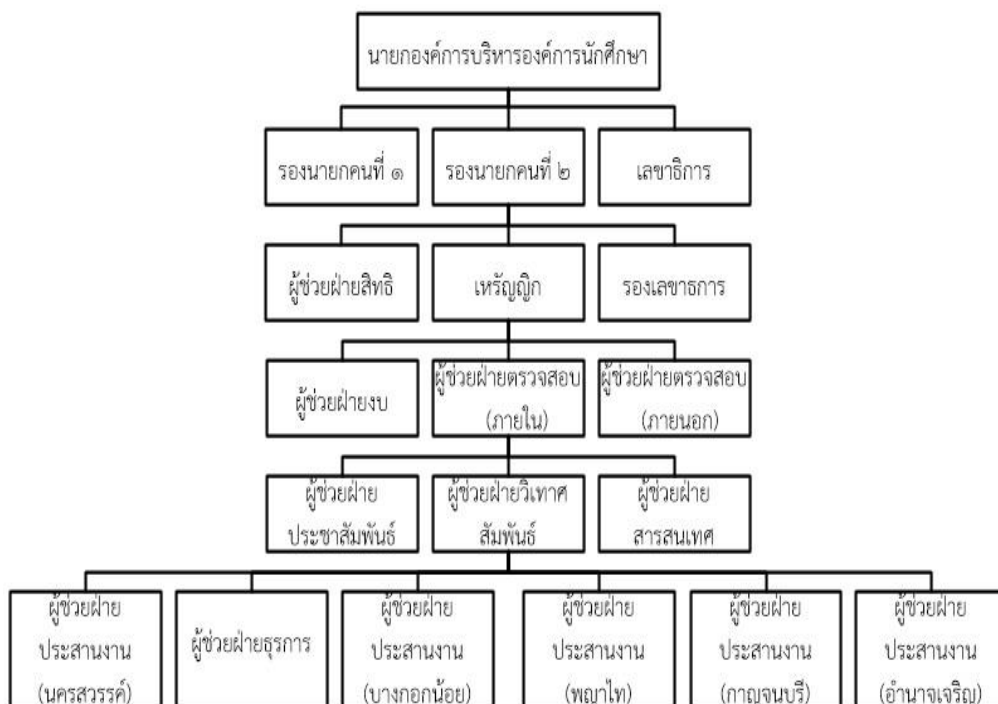 นายกองค์การบริหารองค์การนักศึกษา
รองนายกคนที่ ๑
รองนายกคนที่ ๒
เลขาธิการ
ผู้ช่วยฝ่ายสิทธิ
เหรัญญิก
รองเลขาธการ
ผู้ช่วยฝ่ายงบ
ผู้ช่วยฝ่ายตรวจสอบ
(ภายใน)
ผู้ช่วยฝ่ายตรวจสอบ
(ภายนอก)
ผู้ช่วยฝ่าย
ประชาสัมพันธ์
ผู้ช่วยฝ่ายวิเทศ
สัมพันธ์
ผู้ช่วยฝ่าย
สารสนเทศ
ผู้ช่วยฝ่าย
ประสานงาน
(นครสวรรค์)
ผู้ช่วยฝ่ายธุรการ
ผู้ช่วยฝ่าย
ประสานงาน
(บางกอกน้อย)
ผู้ช่วยฝ่าย
ประสานงาน
(พญาไท)
ผู้ช่วยฝ่าย
ประสานงาน
(กาญจนบุรี)
ผู้ช่วยฝ่าย
ประสานงาน
(อำนาจเจริญ)